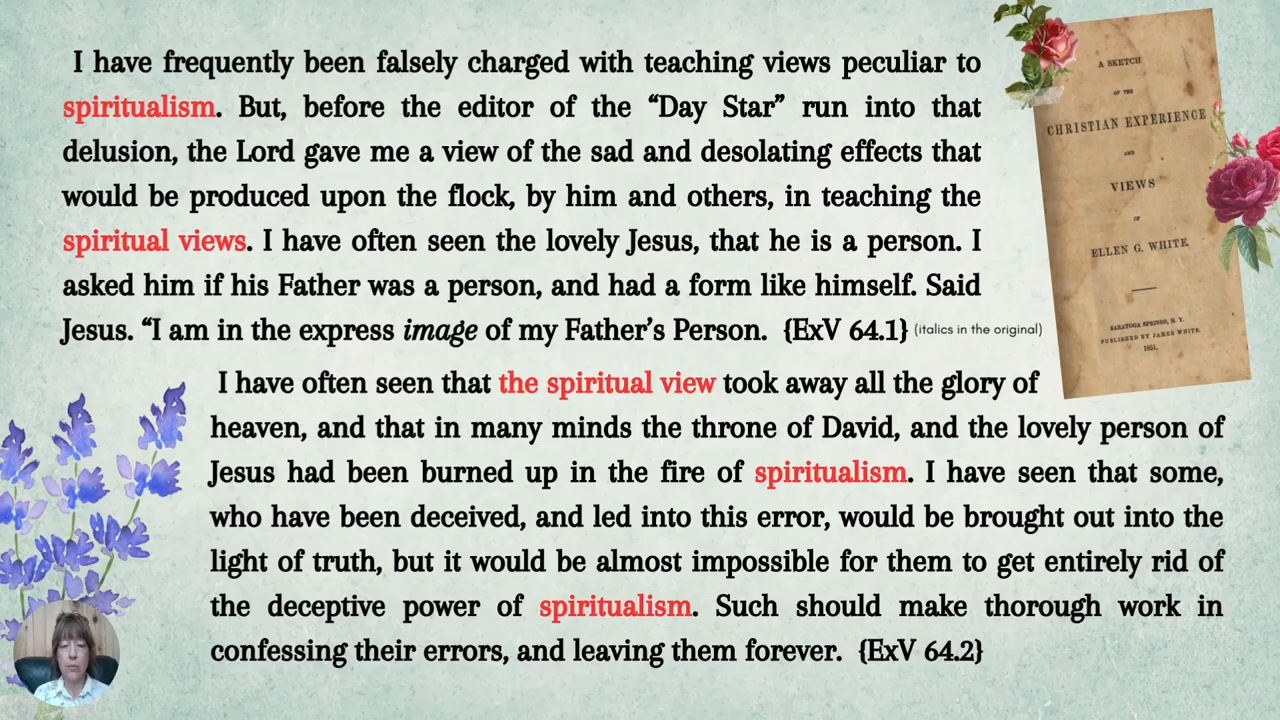 I have frequently been falsely charged with teaching views peculiar to
spiritualism. But, before the editor of the “Day Star” run into that
delusion, the Lord gave me a view of the sad and desolating effects that
would be produced upon the flock, by him and others, in teaching the
spiritual views. I have often seen the lovely Jesus, that he is a person. I
asked him if his Father was a person, and had a form like himself. Said
Jesus. “I am in the express image of my Father’s Person. {ExV 64.1} (italics in the original)
I have often seen that the spiritual view took away all the glory of
heaven, and that in many minds the throne of David, and the lovely person of
Jesus had been burned up in the fire of spiritualism. I have seen that some,
who have been deceived, and led into this error, would be brought out into the
light of truth, but it would be almost impossible for them to get entirely rid of
the deceptive power of spiritualism. Such should make thorough work in
confessing their errors, and leaving them forever. {ExV 64.2}
A SKETCH
OF THE
CHRISTIAN EXPERIENCE
AND
VIEWS
OF
ELLEN G. WHITE.
SARATOGA SPRINGS, N. Y.
PUBLISHED BY JAMES WHITE.
1851.